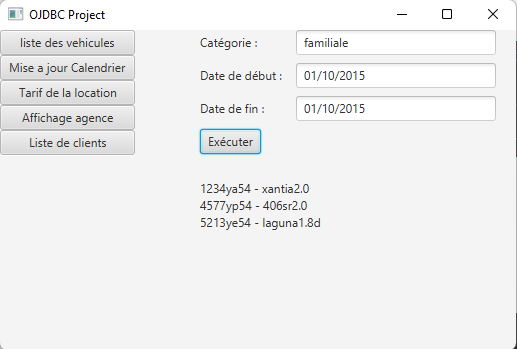 OJDBC Project
liste des vehicules
Mise a jour Calendrier
Tarif de la location
Affichage agence
Liste de clients
Catégorie : familiale
Date de début : 01/10/2015
Date de fin : 01/10/2015
Exécuter
1234ya54 - xantia2.0
4577yp54 - 406sr2.0
5213ye54 - laguna1.8d